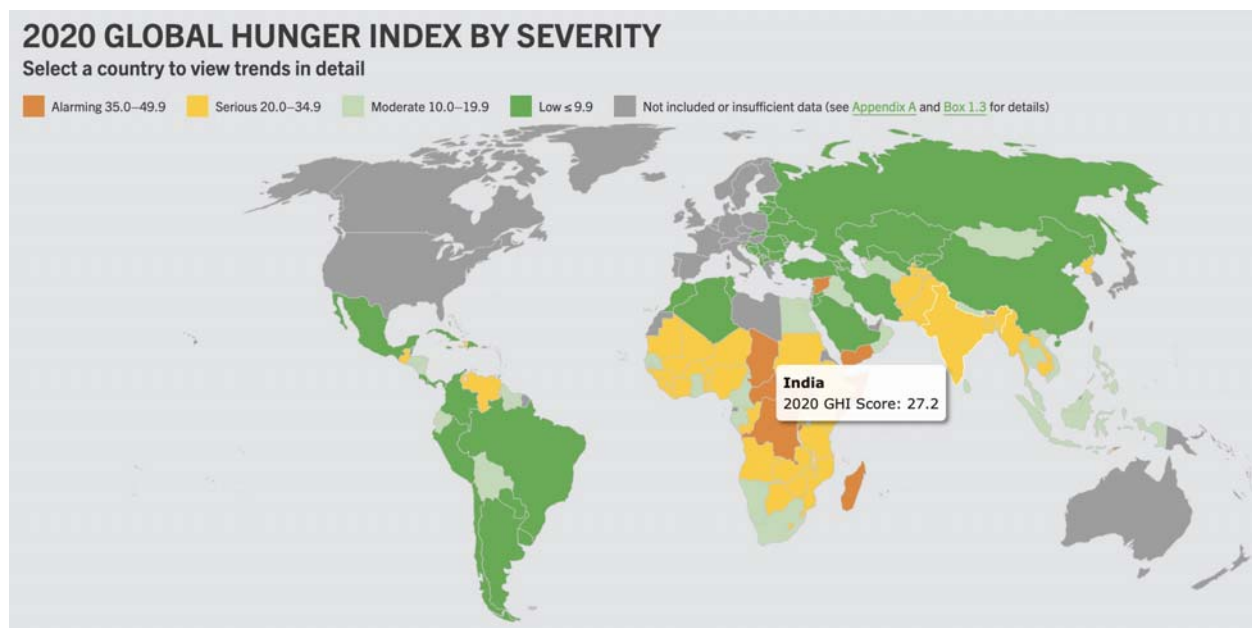 2020 GLOBAL HUNGER INDEX BY SEVERITY
Select a country to view trends in detail
Alarming 35.0–49.9 Serious 20.0–34.9 Moderate 10.0–19.9 Low ≤ 9.9 Not included or insufficient data (see Appendix A and Box 1.3 for details)
India
2020 GHI Score: 27.2